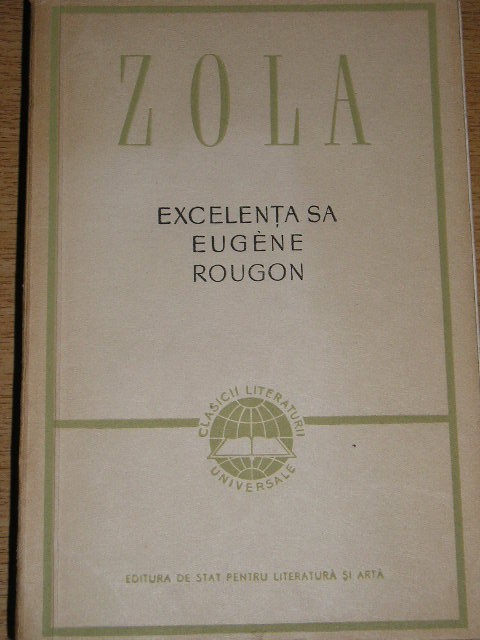 ZOLA
EXCELENȚA SA
EUGÈNE
ROUGON
CLASICII LITERATURII
UNIVERSALE
EDITURA DE STAT PENTRU LITERATURĂ ȘI ARTĂ